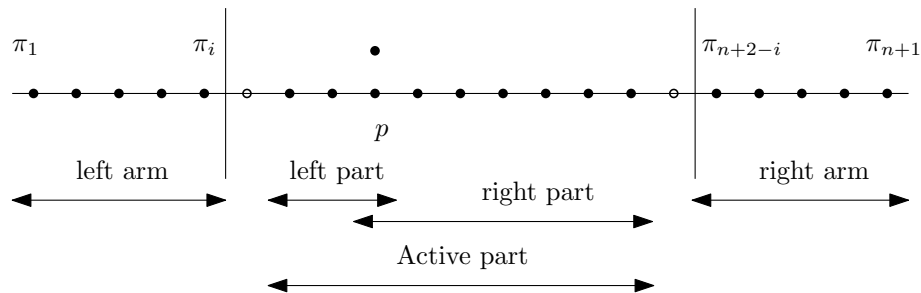 π₁ πᵢ πₙ₊₂₋ᵢ πₙ₊₁
p
left arm left part right part right arm
Active part